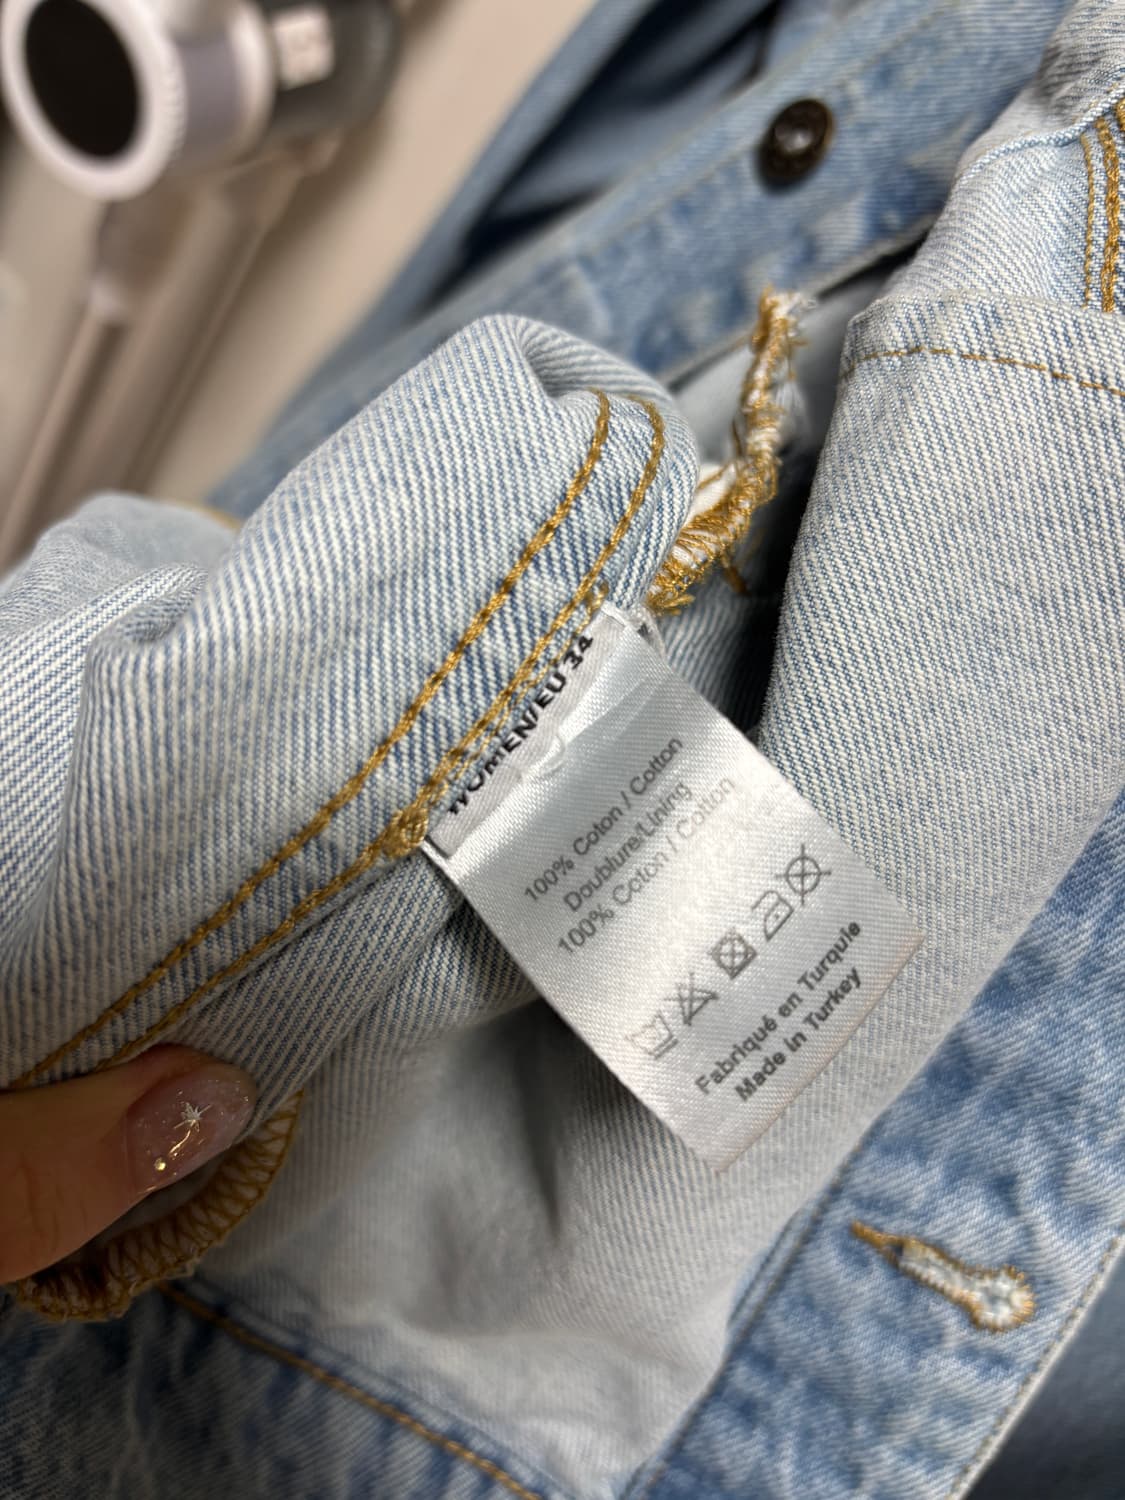 WOMEN/EU 34
100% Coton / Cotton
Doublure/Lining
100% Coton / Cotton
Fabriqué en Turquie
Made in Turkey